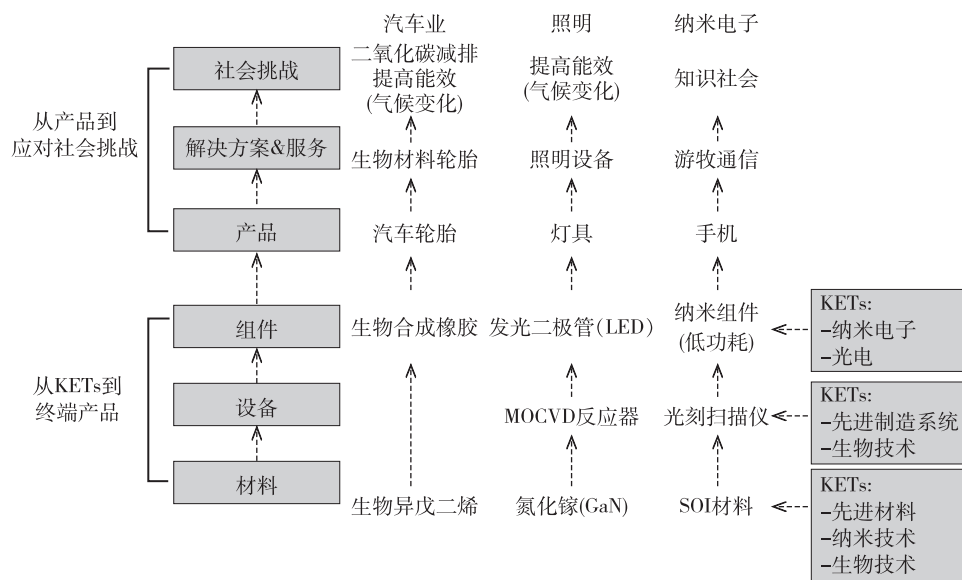 汽车业
照明
纳米电子
社会挑战
二氧化碳减排
提高能效
(气候变化)
提高能效
(气候变化)
知识社会
从产品到
应对社会挑战
解决方案&服务
生物材料轮胎
照明设备
游牧通信
产品
汽车轮胎
灯具
手机
组件
生物合成橡胶
发光二极管(LED)
纳米组件
(低功耗)
KETs:
–纳米电子
–光电
从KETs到
终端产品
设备
MOCVD反应器
光刻扫描仪
KETs:
–先进制造系统
–生物技术
材料
生物异戊二烯
氮化镓(GaN)
SOI材料
KETs:
–先进材料
–纳米技术
–生物技术